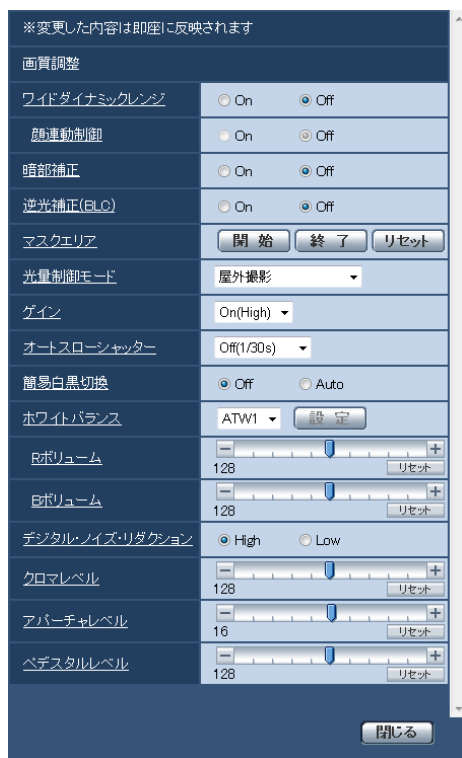 ※変更した内容は即座に反映されます
画質調整
ワイドダイナミックレンジ On Off
顔連動制御 On Off
暗部補正 On Off
逆光補正(BLC) On Off
マスクエリア 開 始 終 了 リセット
光量制御モード 屋外撮影
ゲイン On(High)
オートスローシャッター Off(1/30s)
簡易白黒切換 Off Auto
ホワイトバランス ATW1 設 定
Rボリューム 128 リセット
Bボリューム 128 リセット
デジタル・ノイズ・リダクション High Low
クロマレベル 128 リセット
アパーチャレベル 16 リセット
ペデスタルレベル 128 リセット
閉じる